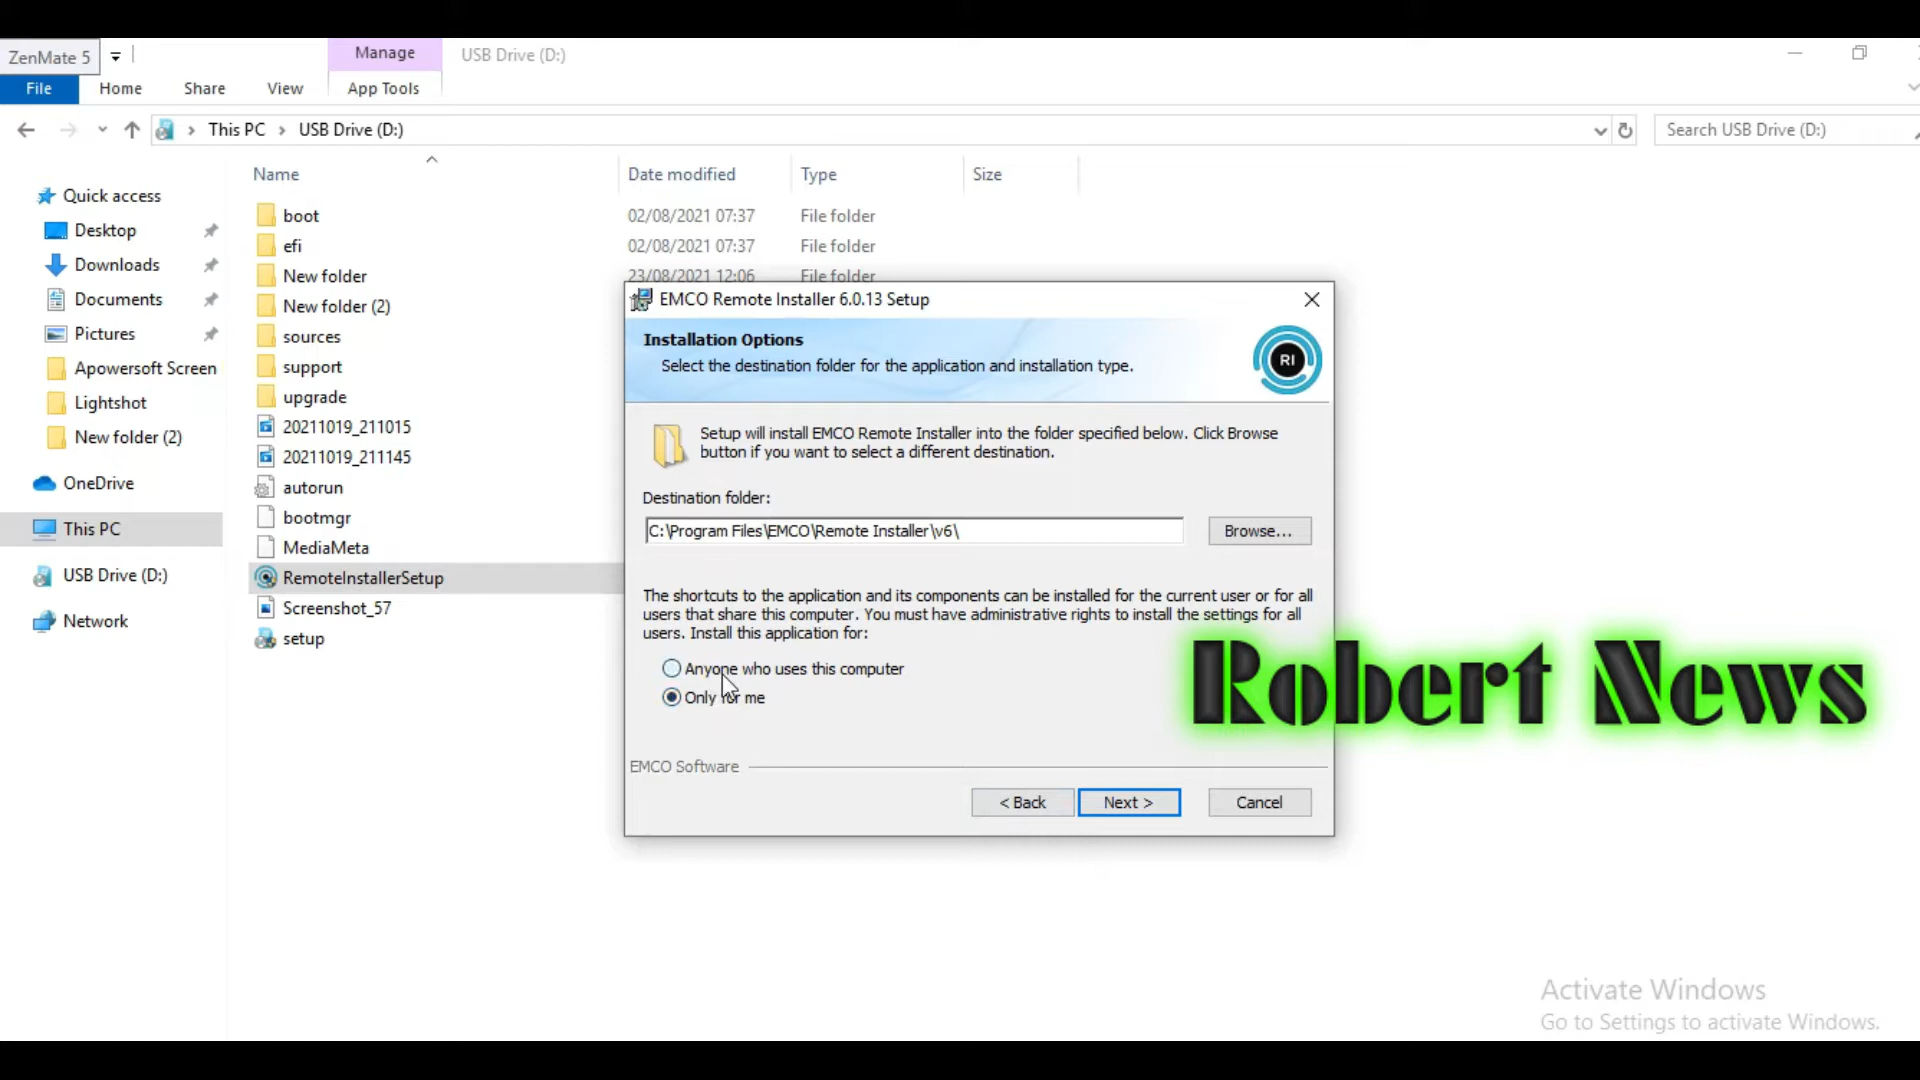 ZenMate 5
Manage
USB Drive (D:)
File
Home
Share
View
App Tools
This PC
USB Drive (D:)
Search USB Drive (D:)
Name
Date modified
Type
Size
Quick access
Desktop
Downloads
Documents
Pictures
Apowersoft Screen
Lightshot
New folder (2)
OneDrive
This PC
USB Drive (D:)
Network
boot 02/08/2021 07:37 File folder
efi 02/08/2021 07:37 File folder
New folder 23/08/2021 12:06 File folder
New folder (2)
sources
support
upgrade
20211019_211015
20211019_211145
autorun
bootmgr
MediaMeta
RemoteInstallerSetup
Screenshot_57
setup
EMCO Remote Installer 6.0.13 Setup
Installation Options
Select the destination folder for the application and installation type.
RI
Setup will install EMCO Remote Installer into the folder specified below. Click Browse
button if you want to select a different destination.
Destination folder:
C:\Program Files\EMCO\Remote Installer\v6\
Browse...
The shortcuts to the application and its components can be installed for the current user or for all
users that share this computer. You must have administrative rights to install the settings for all
users. Install this application for:
Anyone who uses this computer
Only for me
EMCO Software
< Back
Next >
Cancel
Robert News
Activate Windows
Go to Settings to activate Windows.